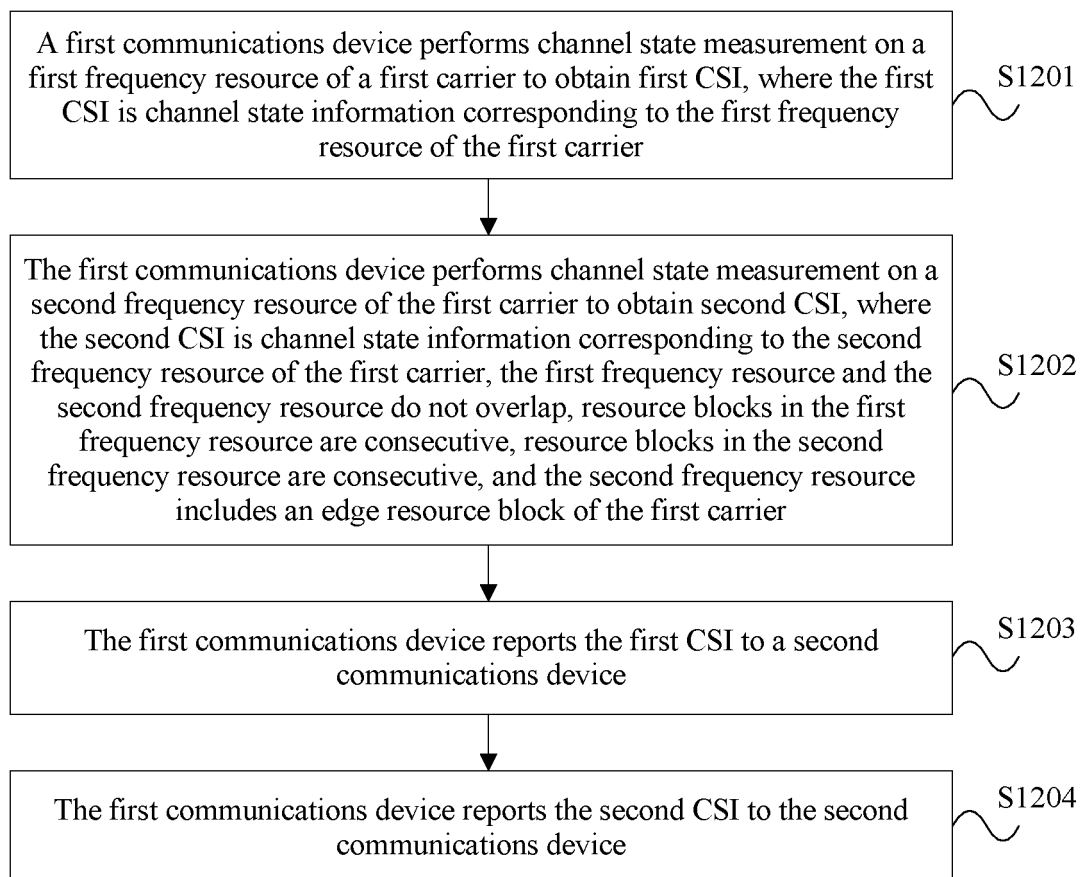 A first communications device performs channel state measurement on a
first frequency resource of a first carrier to obtain first CSI, where the first
CSI is channel state information corresponding to the first frequency
resource of the first carrier
S1201
The first communications device performs channel state measurement on a
second frequency resource of the first carrier to obtain second CSI, where
the second CSI is channel state information corresponding to the second
frequency resource of the first carrier, the first frequency resource and the
second frequency resource do not overlap, resource blocks in the first
frequency resource are consecutive, resource blocks in the second
frequency resource are consecutive, and the second frequency resource
includes an edge resource block of the first carrier
S1202
The first communications device reports the first CSI to a second
communications device
S1203
The first communications device reports the second CSI to the second
communications device
S1204